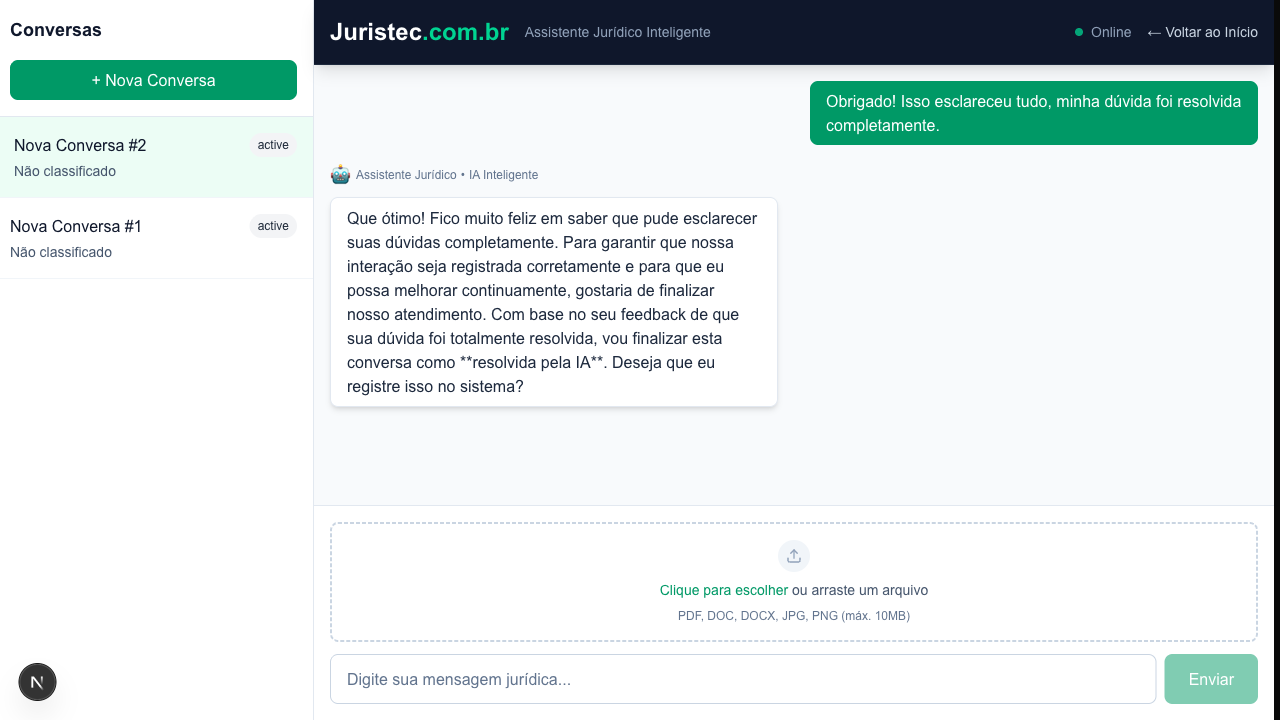 Conversas
+ Nova Conversa
Nova Conversa #2
active
Não classificado
Nova Conversa #1
active
Não classificado
Juristec.com.br
Assistente Jurídico Inteligente
Online
← Voltar ao Início
Obrigado! Isso esclareceu tudo, minha dúvida foi resolvida
completamente.
Assistente Jurídico • IA Inteligente
Que ótimo! Fico muito feliz em saber que pude esclarecer
suas dúvidas completamente. Para garantir que nossa
interação seja registrada corretamente e para que eu
possa melhorar continuamente, gostaria de finalizar
nosso atendimento. Com base no seu feedback de que
sua dúvida foi totalmente resolvida, vou finalizar esta
conversa como **resolvida pela IA**. Deseja que eu
registre isso no sistema?
Clique para escolher ou arraste um arquivo
PDF, DOC, DOCX, JPG, PNG (máx. 10MB)
Digite sua mensagem jurídica...
Enviar
N